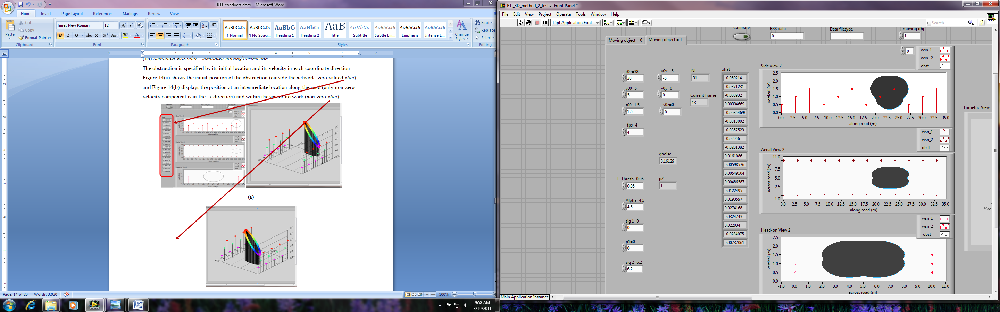 RTI_condvers.docx - Microsoft Word
Home Insert Page Layout References Mailings Review View
Paste
Cut
Copy
Format Painter
Clipboard
Times New Roman 12
Font
Paragraph
AaBbCcDc AaBbCcDc AaBbC AaBbCc AaB AaBbCc. AaBbCcDc AaBbCcDc AaBbCcDc
¶ Normal ¶ No Spaci... Heading 1 Heading 2 Title Subtitle Subtle Em... Emphasis Intense E...
Change Styles
Styles
Find
Replace
Select
Editing
(1b) Simulated RSS data – simulated moving obstruction
The obstruction is specified by its initial location and its velocity in each coordinate direction.
Figure 14(a) shows the initial position of the obstruction (outside the network, zero valued xhat)
and Figure 14(b) displays the position at an intermediate location along the road (only non-zero
velocity component is in the –x direction) and within the sensor network (non-zero xhat).
(a)
Page: 14 of 20 Words: 3,030 100%
9:58 AM
8/10/2011
RTI_3D_method_2_test.vi Front Panel *
File Edit View Project Operate Tools Window Help
15pt Application Font
Search
Calibrate
RSS data
0
Data filetype
moving obj
1
Moving object = 0
Moving object = 1
0
x00=38
38
v0x=-5
-5
Nf
31
y00=5
5
v0y=0
0
Current frame
13
z00=1.5
1.5
v0z=0
0
fps=4
4
gnoise
0.16129
L_Thresh=0.05
0.05
p2
1
Alpha=4.5
4.5
sig 1=0
0
p1=0
0
sig 2=6.2
6.2
xhat
-0.059214
-0.0371231
-0.003932
0.00394669
-0.0085469
-0.0313002
-0.0357529
-0.02956
-0.0201382
0.0161086
0.00598576
0.00549504
0.00486587
0.0122495
0.0193597
0.0274168
0.0324743
0.022034
-0.0284075
0.00737061
wsn_1
wsn_2
obst
Side View 2
vertical (m)
2.5
2.0
1.5
1.0
0.5
0.0
0.0 2.5 5.0 7.5 10.0 12.5 15.0 17.5 20.0 22.5 25.0 27.5 30.0 32.5 35.0
along road (m)
wsn_1
wsn_2
obst
Aerial View 2
across road (m)
11.0
7.5
5.0
2.5
-1.0
0.0 2.5 5.0 7.5 10.0 12.5 15.0 17.5 20.0 22.5 25.0 27.5 30.0 32.5 35.0
along road (m)
wsn_1
wsn_2
obst
Head-on View 2
vertical (m)
2.5
2.0
1.5
1.0
0.5
0.0
-1.0 0.0 1.0 2.0 3.0 4.0 5.0 6.0 7.0 8.0 9.0 10.0 11.0
across road (m)
Trimetric View
Main Application Instance